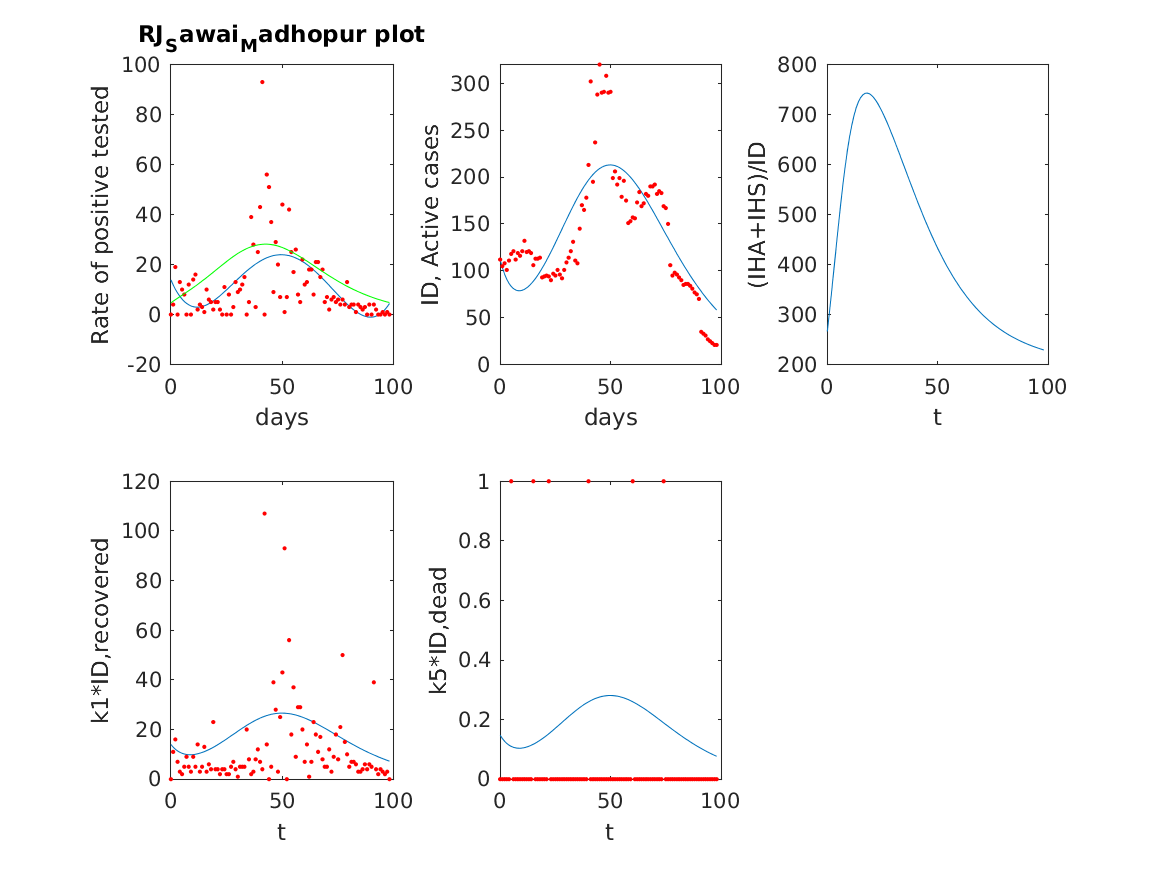 RJSawaiMadhopur plot
100
80
60
40
20
0
-20
0 50 100
Rate of positive tested
days
300
250
200
150
100
50
0
0 50 100
ID, Active cases
days
800
700
600
500
400
300
200
0 50 100
(IHA+IHS)/ID
t
120
100
80
60
40
20
0
0 50 100
k1*ID,recovered
t
1
0.8
0.6
0.4
0.2
0
0 50 100
k5*ID,dead
t